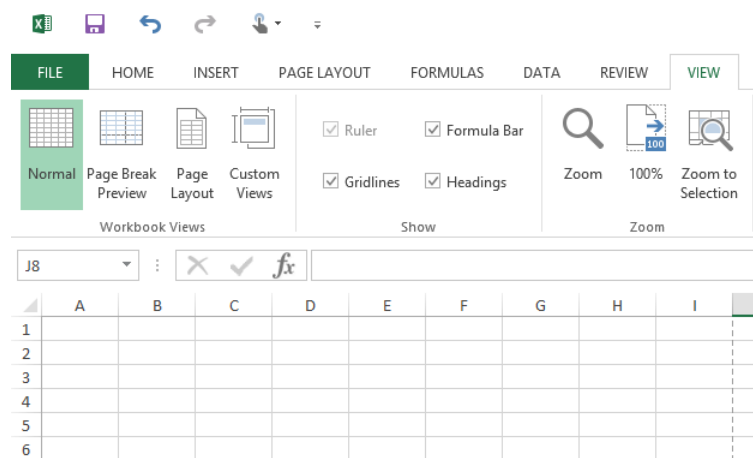 FILE HOME INSERT PAGE LAYOUT FORMULAS DATA REVIEW VIEW
Normal Page Break Preview Page Layout Custom Views
Ruler Formula Bar
Gridlines Headings
Zoom 100 100% Zoom to Selection
Workbook Views Show Zoom
J8 fx
A B C D E F G H I
1
2
3
4
5
6